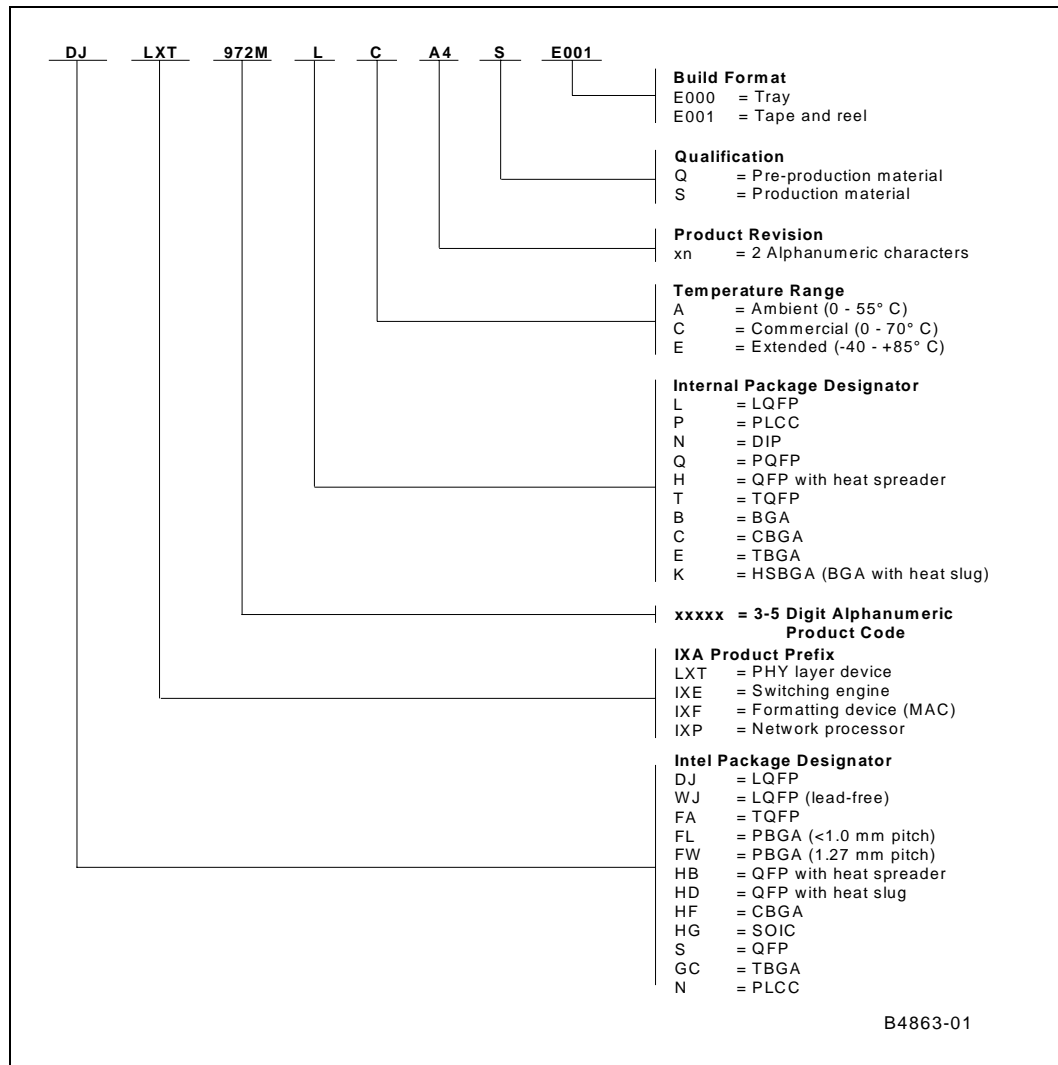 DJ LXT 972M L C A4 S E001
Build Format
E000 = Tray
E001 = Tape and reel
Qualification
Q = Pre-production material
S = Production material
Product Revision
xn = 2 Alphanumeric characters
Temperature Range
A = Ambient (0 - 55° C)
C = Commercial (0 - 70° C)
E = Extended (-40 - +85° C)
Internal Package Designator
L = LQFP
P = PLCC
N = DIP
Q = PQFP
H = QFP with heat spreader
T = TQFP
B = BGA
C = CBGA
E = TBGA
K = HSBGA (BGA with heat slug)
xxxxx = 3-5 Digit Alphanumeric
Product Code
IXA Product Prefix
LXT = PHY layer device
IXE = Switching engine
IXF = Formatting device (MAC)
IXP = Network processor
Intel Package Designator
DJ = LQFP
WJ = LQFP (lead-free)
FA = TQFP
FL = PBGA (<1.0 mm pitch)
FW = PBGA (1.27 mm pitch)
HB = QFP with heat spreader
HD = QFP with heat slug
HF = CBGA
HG = SOIC
S = QFP
GC = TBGA
N = PLCC
B4863-01